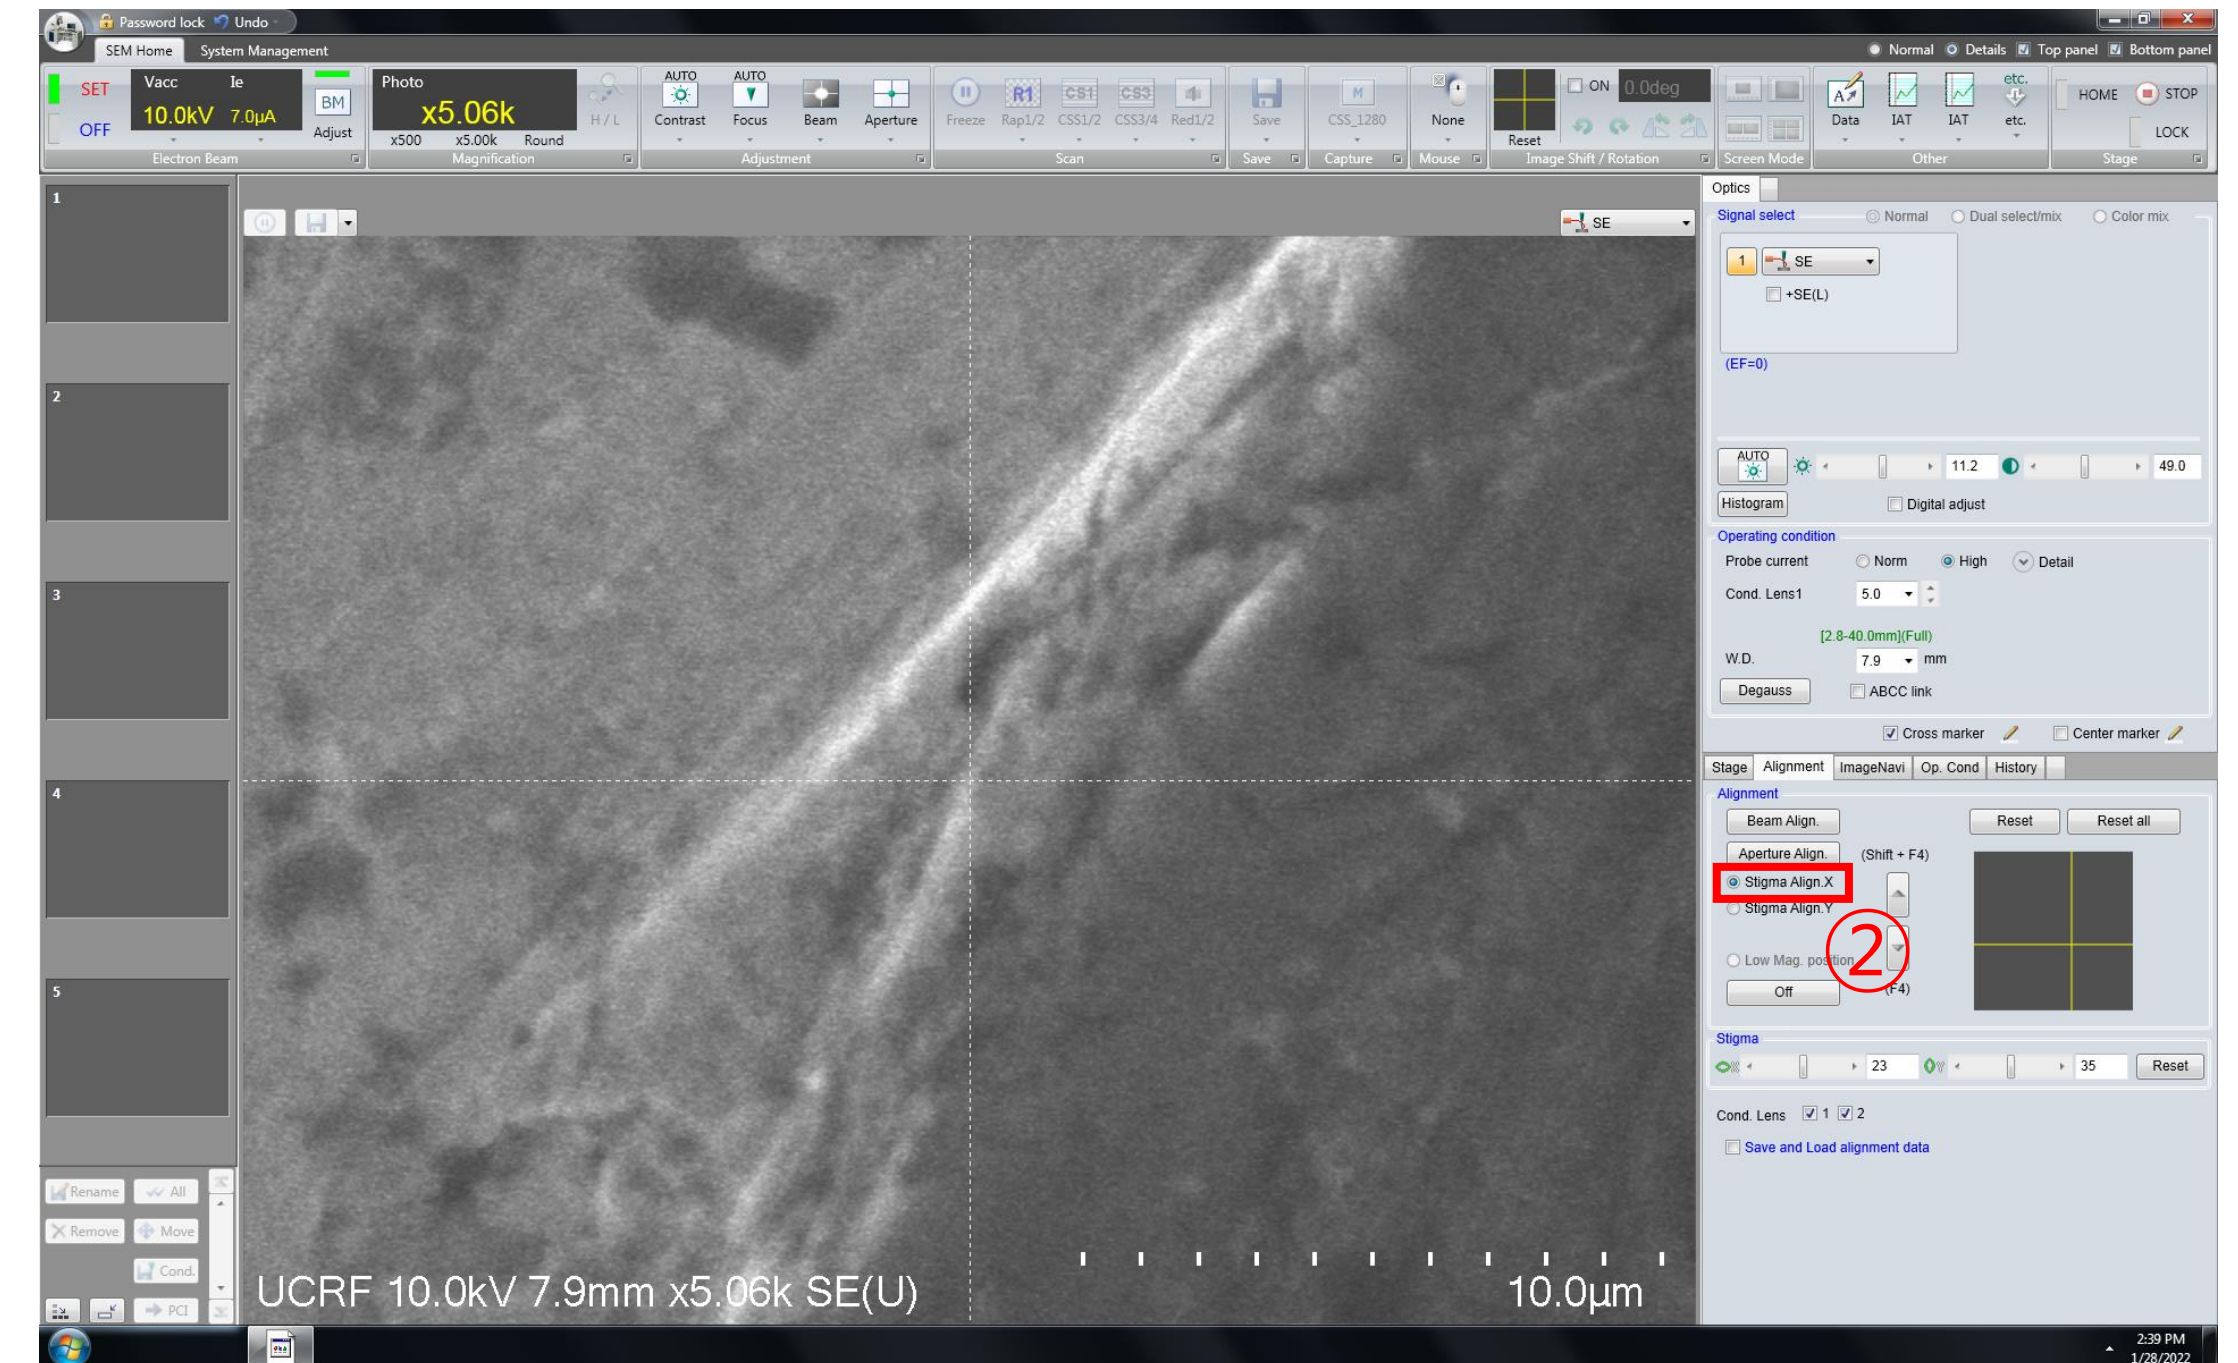 Password lock Undo
SEM Home System Management
Normal Details Top panel Bottom panel
SET Vacc Ie
10.0kV 7.0µA
OFF
BM
Adjust
Electron Beam
Photo
x5.06k
x500 x5.00k Round
H / L
Magnification
AUTO AUTO
Contrast Focus Beam Aperture
Adjustment
R1 CS1 CS3
Freeze Rap1/2 CSS1/2 CSS3/4 Red1/2
Scan
Save
Save
M
CSS_1280
Capture
None
Mouse
Reset
ON 0.0deg
Image Shift / Rotation
Screen Mode
etc.
Data IAT IAT etc.
Other
HOME STOP
LOCK
Stage
1
2
3
4
5
SE
Optics
Signal select Normal Dual select/mix Color mix
1 SE
+SE(L)
(EF=0)
AUTO 11.2 49.0
Histogram Digital adjust
Operating condition
Probe current Norm High Detail
Cond. Lens1 5.0
[2.8-40.0mm](Full)
W.D. 7.9 mm
Degauss ABCC link
Cross marker Center marker
Stage Alignment ImageNavi Op. Cond History
Alignment
Beam Align. Reset Reset all
Aperture Align. (Shift + F4)
Stigma Align.X
Stigma Align.Y
②
Low Mag. position
Off (F4)
Stigma
X 23 Y 35 Reset
Cond. Lens 1 2
Save and Load alignment data
Rename All
Remove Move
Cond.
PCI
UCRF 10.0kV 7.9mm x5.06k SE(U)
10.0µm
2:39 PM
1/28/2022